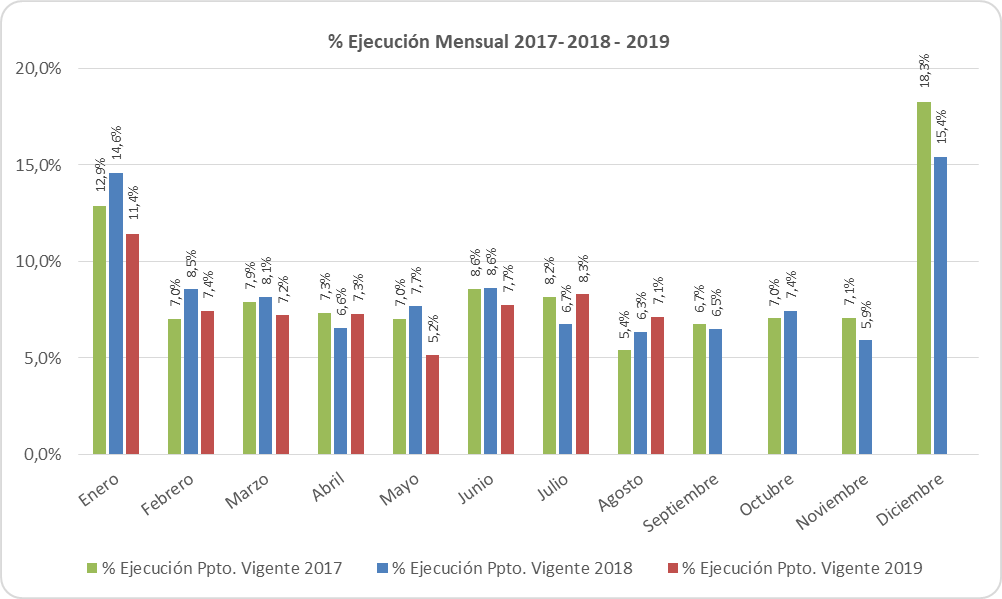 % Ejecución Mensual 2017- 2018 - 2019
20,0%
15,0%
10,0%
5,0%
0,0%
12,9%
14,6%
11,4%
7,0%
8,5%
7,4%
7,9%
8,1%
7,2%
7,3%
6,6%
7,3%
7,0%
7,7%
5,2%
8,6%
8,6%
7,7%
8,2%
6,7%
8,3%
5,4%
6,3%
7,1%
6,7%
6,5%
7,0%
7,4%
7,1%
5,9%
18,3%
15,4%
Enero
Febrero
Marzo
Abril
Mayo
Junio
Julio
Agosto
Septiembre
Octubre
Noviembre
Diciembre
% Ejecución Ppto. Vigente 2017
% Ejecución Ppto. Vigente 2018
% Ejecución Ppto. Vigente 2019